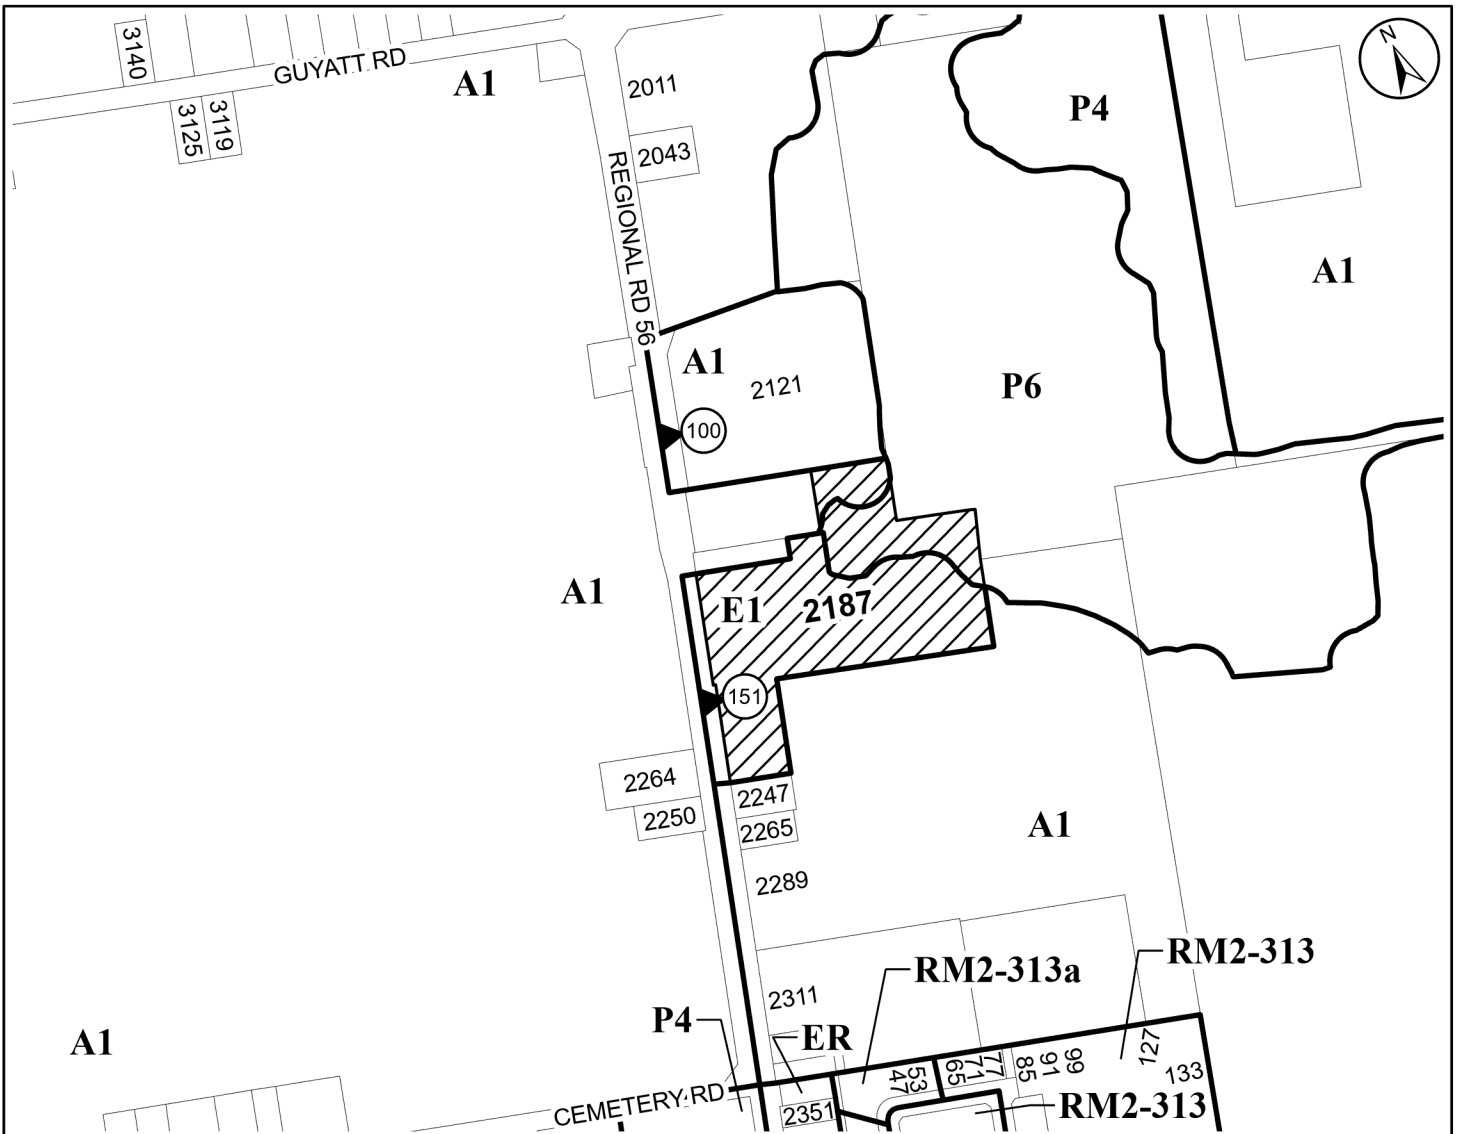 3140
GUYATT RD
A1
N
3125
3119
2011
P4
2043
REGIONAL RD 56
A1
A1
2121
P6
100
A1
E1
2187
151
2264
2250
2247
2265
A1
2289
RM2-313
RM2-313a
2311
P4
ER
A1
127
47
53
65
71
77
85
91
99
133
CEMETERY RD
2351
RM2-313